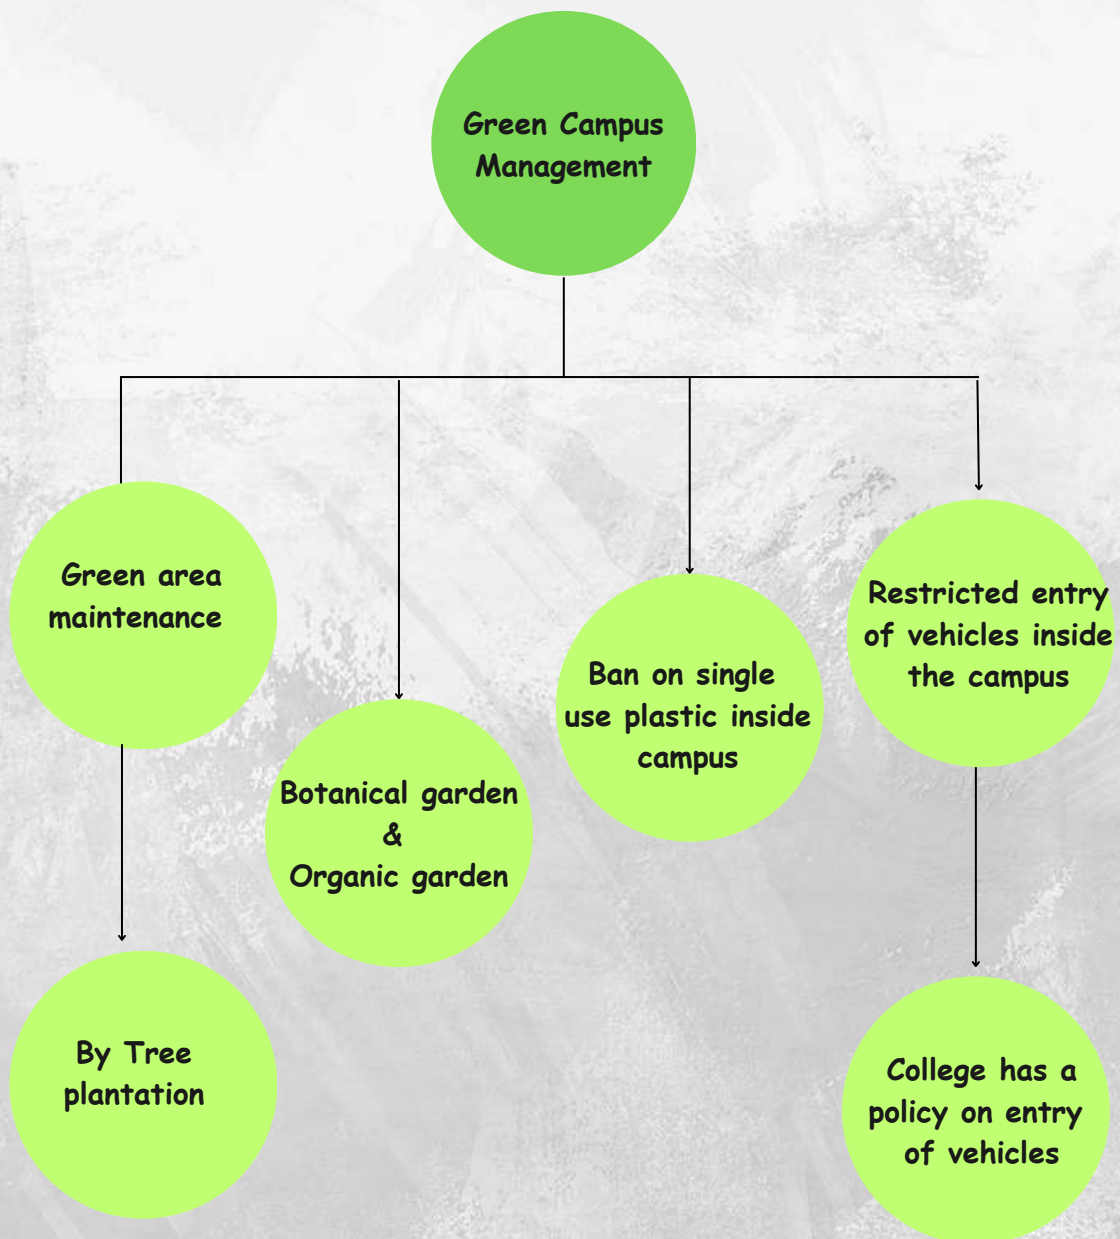 Green Campus
Management
Green area
maintenance
Botanical garden
&
Organic garden
Ban on single
use plastic inside
campus
Restricted entry
of vehicles inside
the campus
By Tree
plantation
College has a
policy on entry
of vehicles